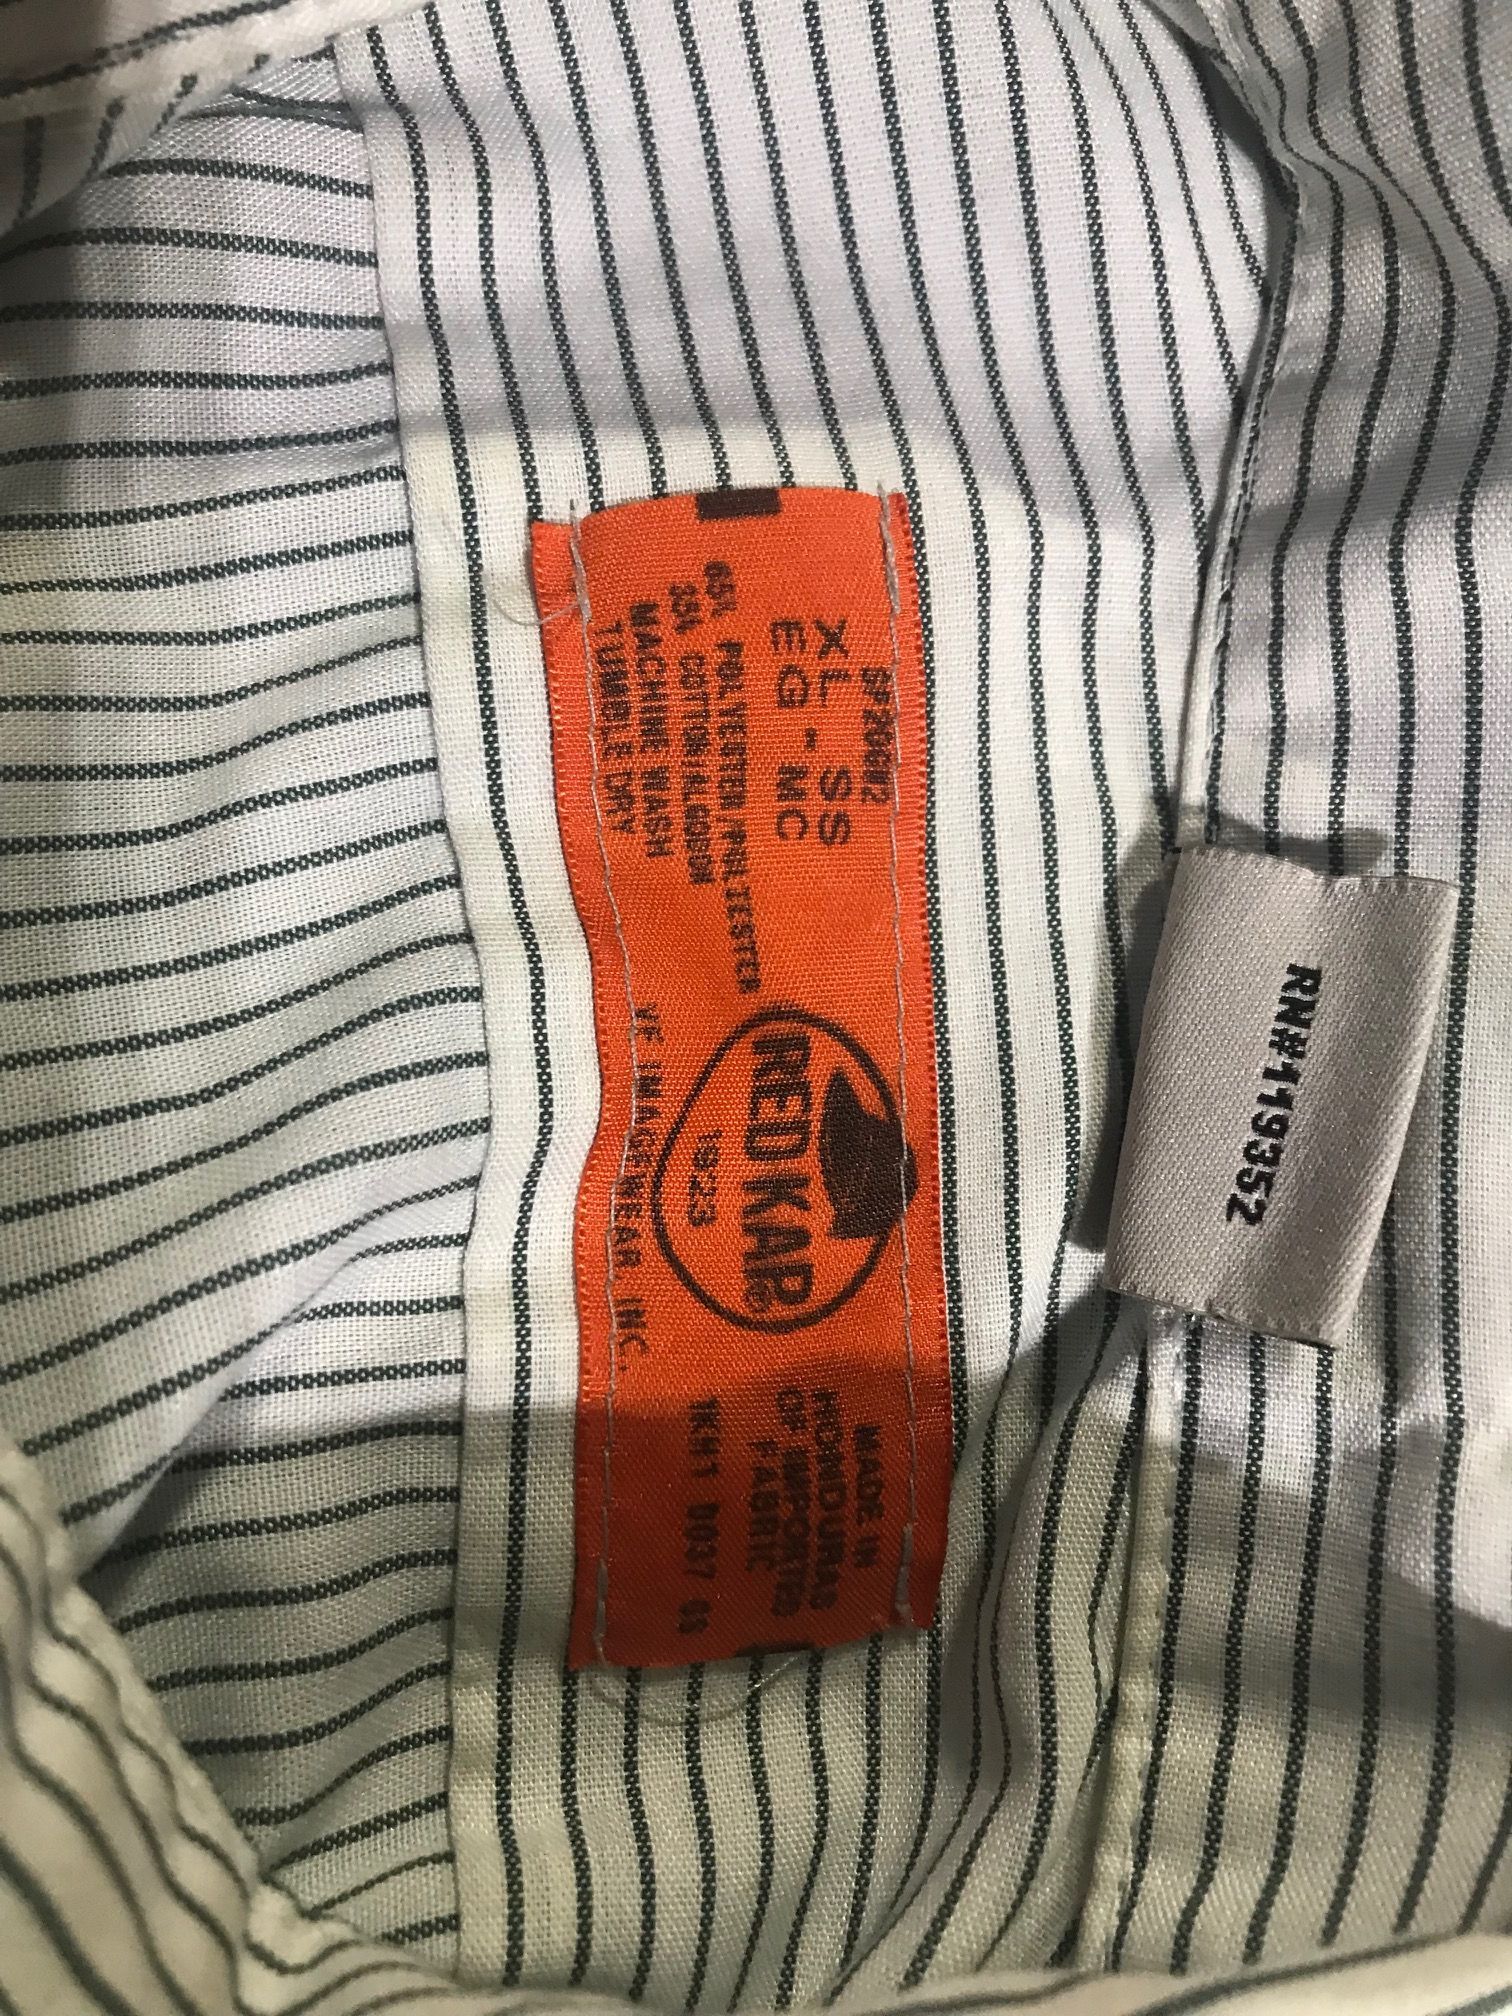 XL - SS
EG - MC
65% POLYESTER/POLIESTER
35% COTTON/ALGODON
MACHINE WASH
TUMBLE DRY
RED KAP®
1923
VF IMAGEWEAR, INC.
MADE IN
HONDURAS
OF IMPORTED
FABRIC
0037
RN#119352